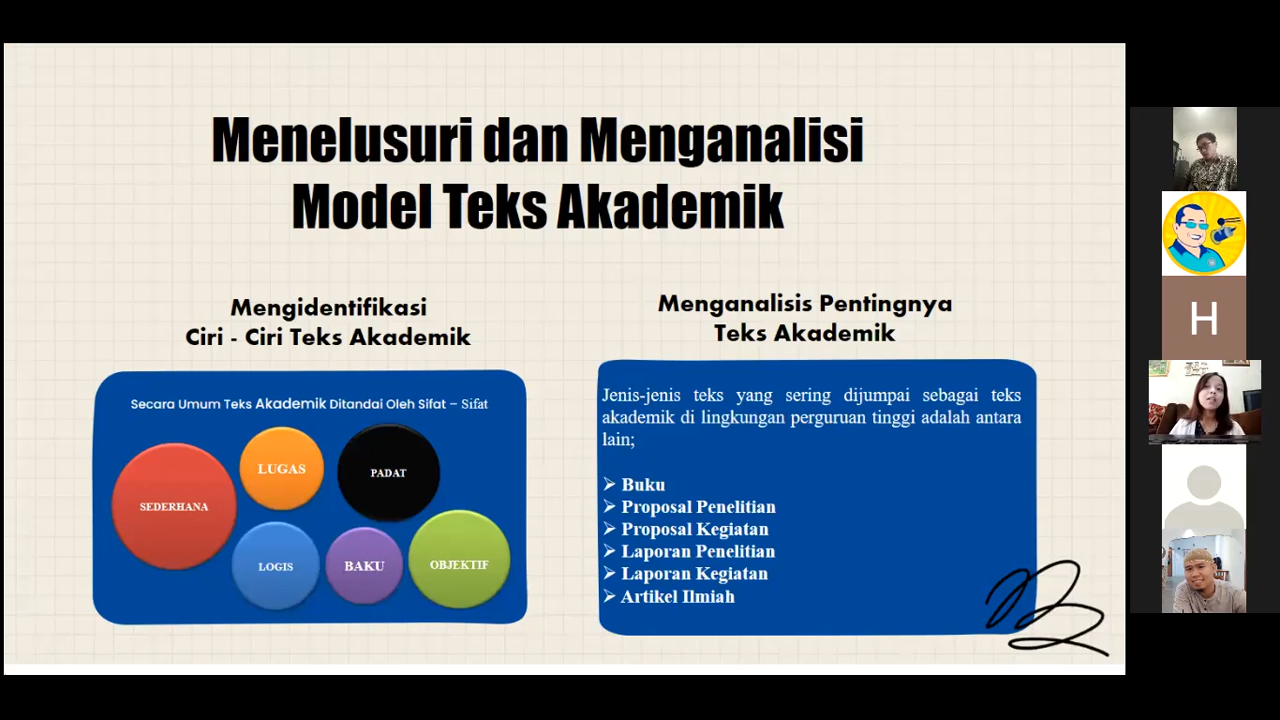 Menelusuri dan Menganalisi
Model Teks Akademik
Mengidentifikasi
Ciri - Ciri Teks Akademik
Secara Umum Teks Akademik Ditandai Oleh Sifat – Sifat
SEDERHANA
LUGAS
PADAT
LOGIS
BAKU
OBJEKTIF
Menganalisis Pentingnya
Teks Akademik
Jenis-jenis teks yang sering dijumpai sebagai teks
akademik di lingkungan perguruan tinggi adalah antara
lain;
➢ Buku
➢ Proposal Penelitian
➢ Proposal Kegiatan
➢ Laporan Penelitian
➢ Laporan Kegiatan
➢ Artikel Ilmiah
H